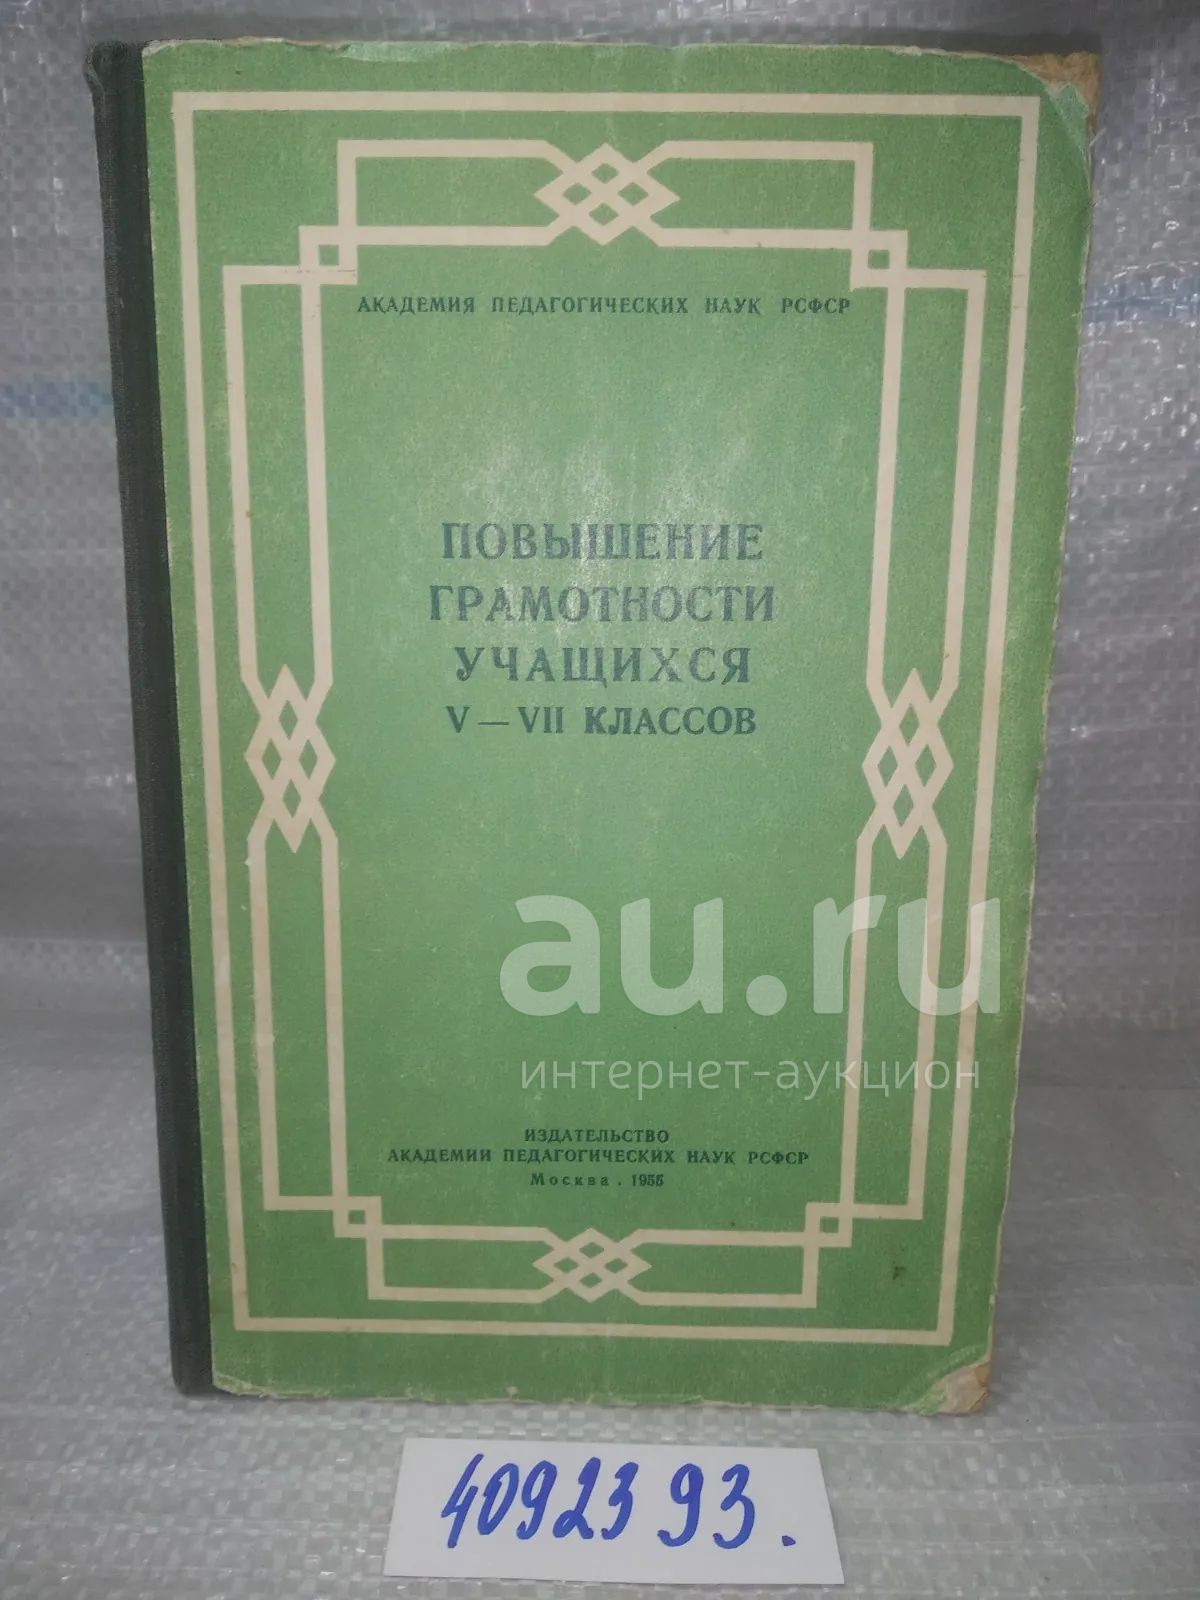 АКАДЕМИЯ ПЕДАГОГИЧЕСКИХ НАУК РСФСР
ПОВЫШЕНИЕ
ГРАМОТНОСТИ
УЧАЩИХСЯ
V — VII КЛАССОВ
au.ru
интернет-аукцион
ИЗДАТЕЛЬСТВО
АКАДЕМИИ ПЕДАГОГИЧЕСКИХ НАУК РСФСР
Москва . 1955
4092393.